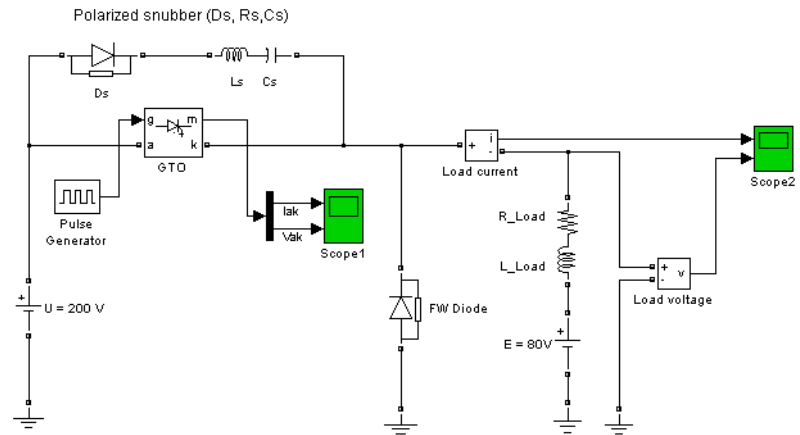 Polarized snubber (Ds, Rs,Cs)
Ds
Ls
Cs
g
m
a
k
GTO
Pulse
Generator
Iak
Vak
Scope1
+
i
-
Load current
Scope2
R_Load
L_Load
+
-
v
Load voltage
+
U = 200 V
FW Diode
+
E = 80V